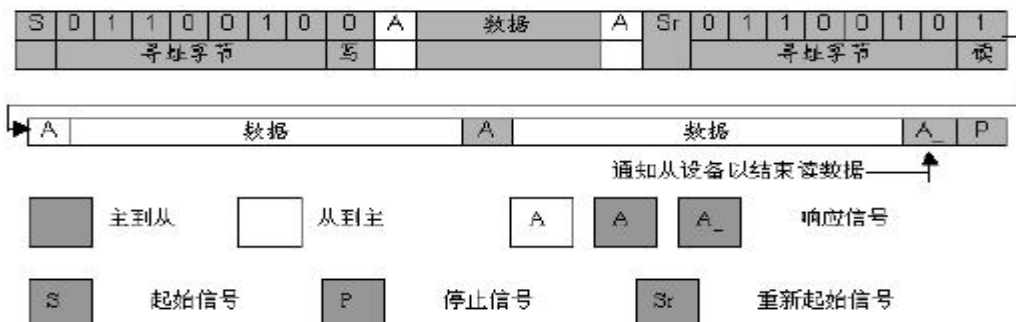 S 0 1 1 0 0 1 0 0 A 数据 A Sr 0 1 1 0 0 1 0 1
寻址字节 写 寻址字节 读
A 数据 A 数据 A_ P
通知从设备以结束读数据
主到从 从到主 A A A_ 响应信号
S 起始信号 P 停止信号 Sr 重新起始信号